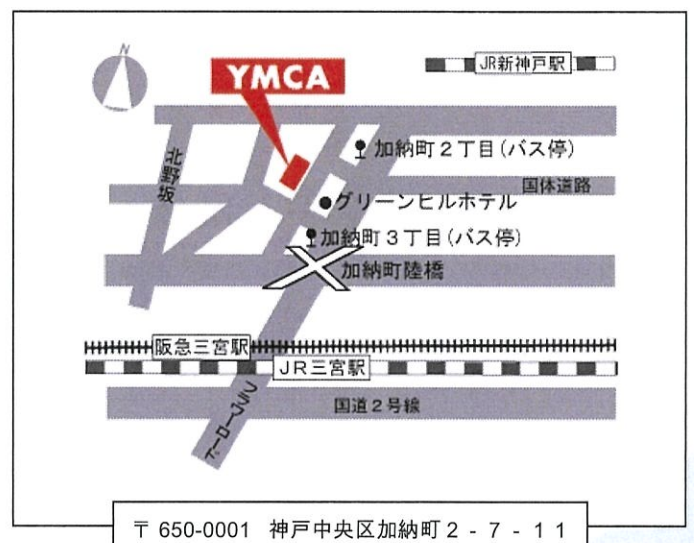 N
JR新神戸駅
YMCA
加納町2丁目(バス停)
北野坂
国体道路
グリーンヒルホテル
加納町3丁目(バス停)
加納町陸橋
阪急三宮駅
JR三宮駅
国道2号線
フラワーロード
〒650-0001 神戸中央区加納町2-7-11